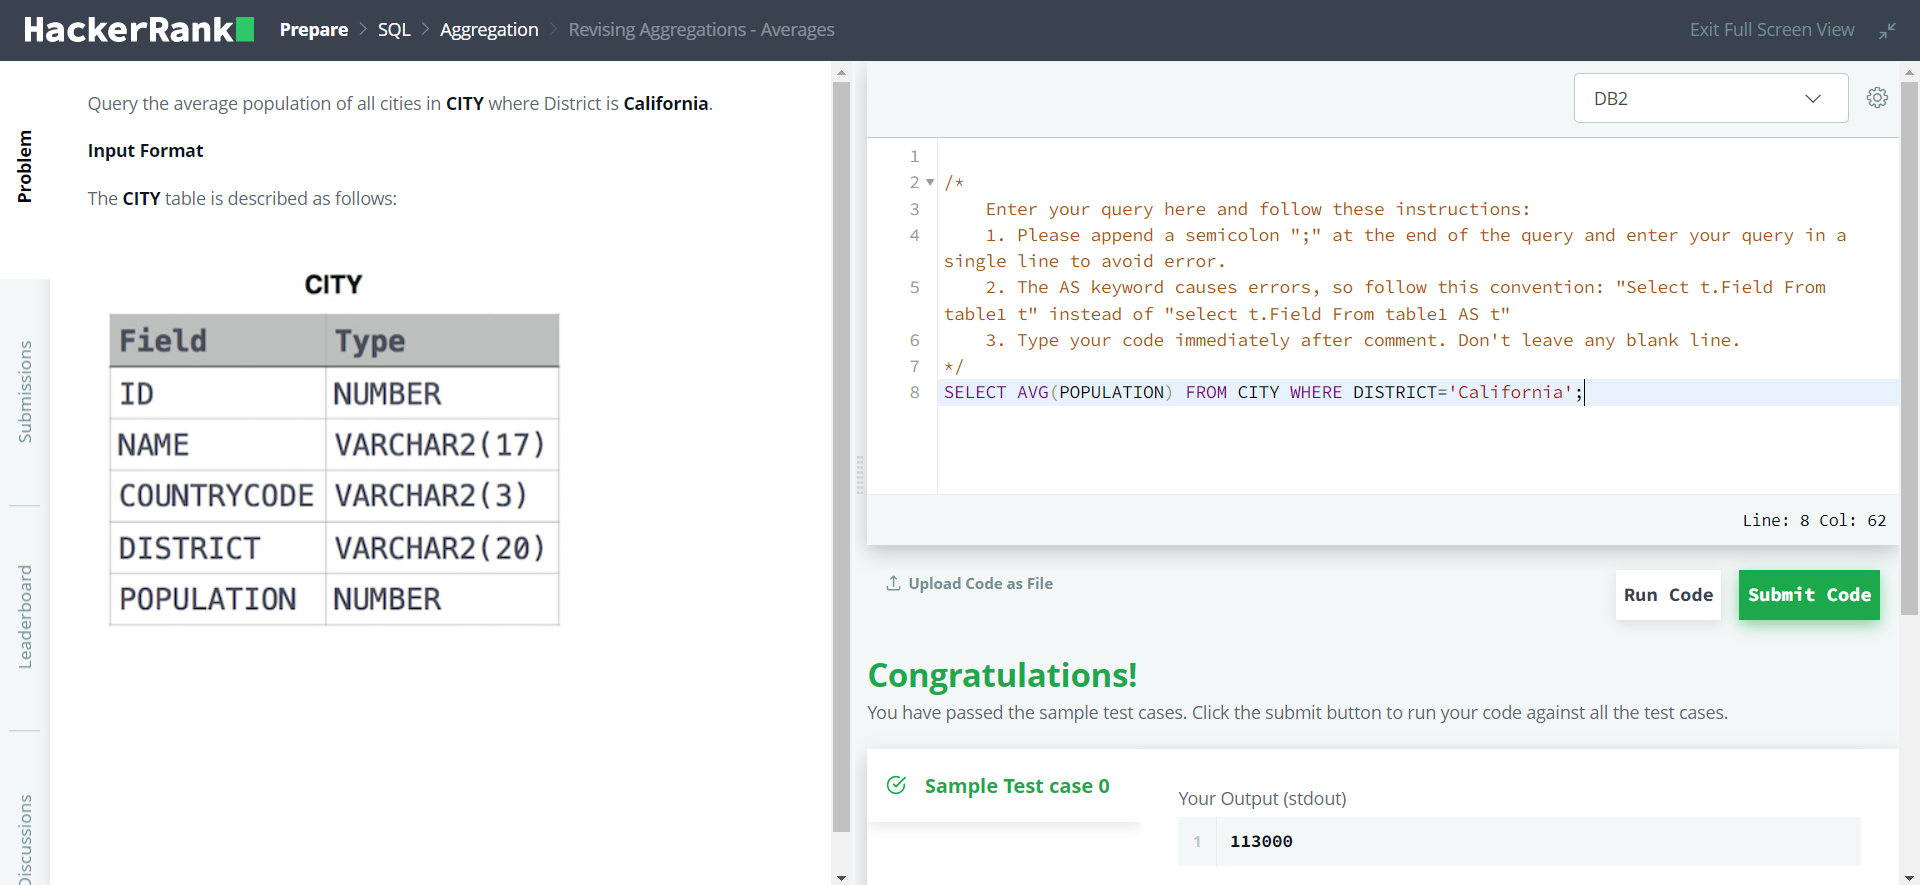 HackerRank Prepare > SQL > Aggregation > Revising Aggregations - Averages Exit Full Screen View
Problem
Submissions
Leaderboard
Discussions
Query the average population of all cities in CITY where District is California.
Input Format
The CITY table is described as follows:
CITY
Field Type
ID NUMBER
NAME VARCHAR2(17)
COUNTRYCODE VARCHAR2(3)
DISTRICT VARCHAR2(20)
POPULATION NUMBER
DB2
1
2 /*
3 Enter your query here and follow these instructions:
4 1. Please append a semicolon ";" at the end of the query and enter your query in a
single line to avoid error.
5 2. The AS keyword causes errors, so follow this convention: "Select t.Field From
table1 t" instead of "select t.Field From table1 AS t"
6 3. Type your code immediately after comment. Don't leave any blank line.
7 */
8 SELECT AVG(POPULATION) FROM CITY WHERE DISTRICT='California';
Line: 8 Col: 62
Upload Code as File
Run Code Submit Code
Congratulations!
You have passed the sample test cases. Click the submit button to run your code against all the test cases.
Sample Test case 0
Your Output (stdout)
1 113000